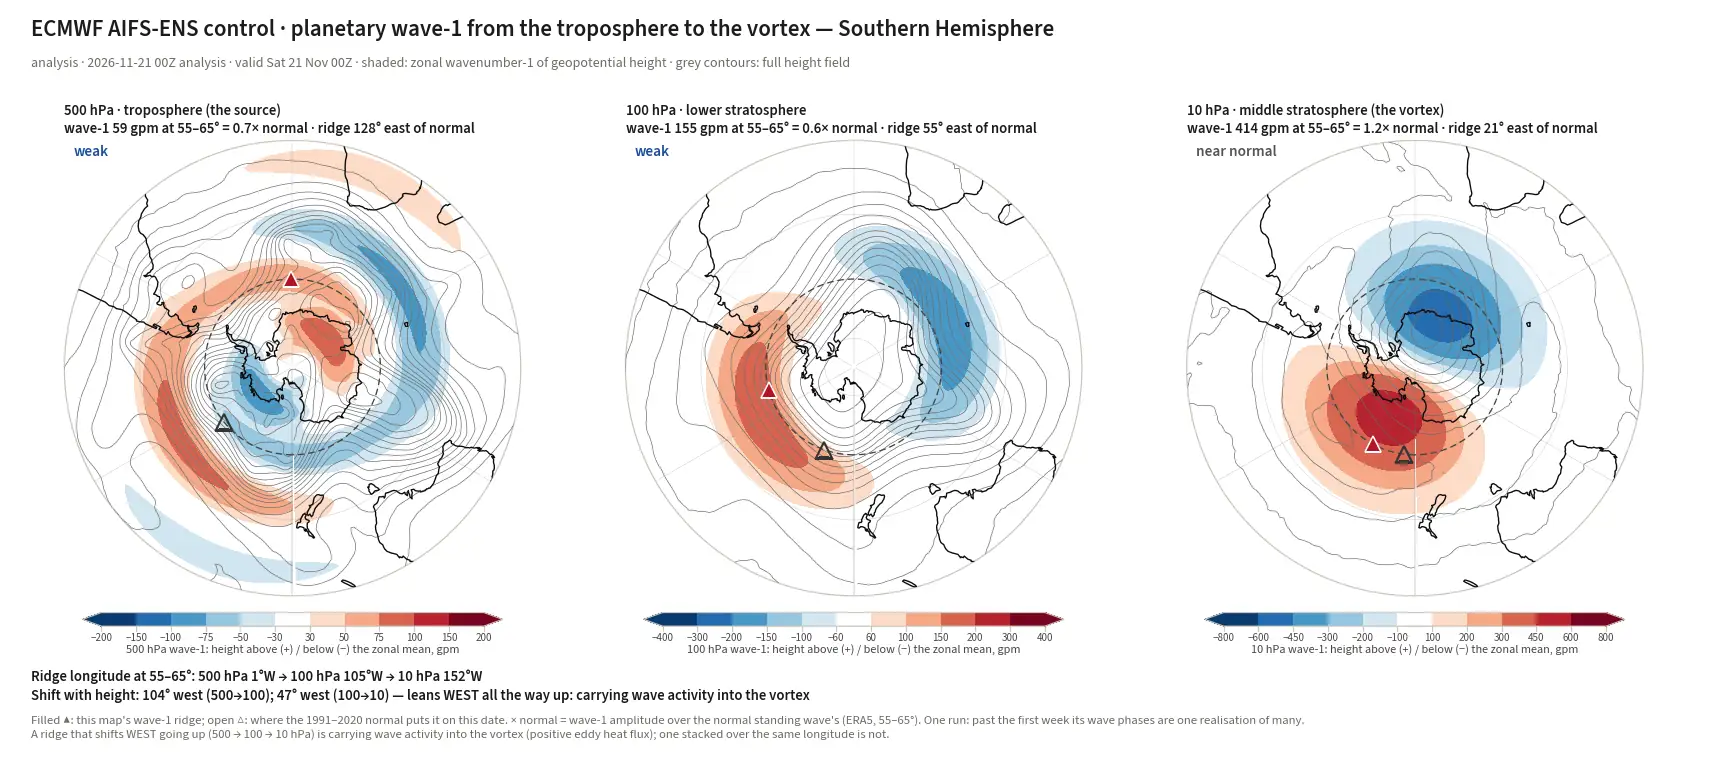 ECMWF AIFS-ENS control · planetary wave-1 from the troposphere to the vortex — Southern Hemisphere
analysis · 2026-11-21 00Z analysis · valid Sat 21 Nov 00Z · shaded: zonal wavenumber-1 of geopotential height · grey contours: full height field
500 hPa · troposphere (the source)
wave-1 59 gpm at 55–65° = 0.7× normal · ridge 128° east of normal
weak
100 hPa · lower stratosphere
wave-1 155 gpm at 55–65° = 0.6× normal · ridge 55° east of normal
weak
10 hPa · middle stratosphere (the vortex)
wave-1 414 gpm at 55–65° = 1.2× normal · ridge 21° east of normal
near normal
−200 −150 −100 −75 −50 −30 30 50 75 100 150 200
500 hPa wave-1: height above (+) / below (−) the zonal mean, gpm
−400 −300 −200 −150 −100 −60 60 100 150 200 300 400
100 hPa wave-1: height above (+) / below (−) the zonal mean, gpm
−800 −600 −450 −300 −200 −100 100 200 300 450 600 800
10 hPa wave-1: height above (+) / below (−) the zonal mean, gpm
Ridge longitude at 55–65°: 500 hPa 1°W → 100 hPa 105°W → 10 hPa 152°W
Shift with height: 104° west (500→100); 47° west (100→10) — leans WEST all the way up: carrying wave activity into the vortex
Filled ▲: this map's wave-1 ridge; open △: where the 1991–2020 normal puts it on this date. × normal = wave-1 amplitude over the normal standing wave's (ERA5, 55–65°). One run: past the first week its wave phases are one realisation of many.
A ridge that shifts WEST going up (500 → 100 → 10 hPa) is carrying wave activity into the vortex (positive eddy heat flux); one stacked over the same longitude is not.